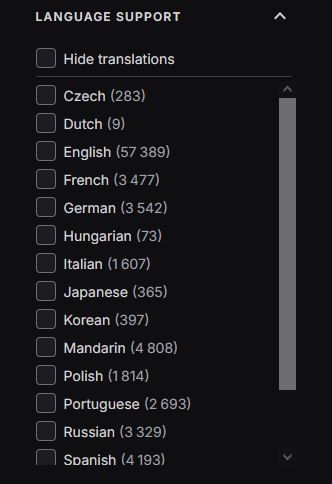 LANGUAGE SUPPORT
Hide translations
Czech (283)
Dutch (9)
English (57 389)
French (3 477)
German (3 542)
Hungarian (73)
Italian (1 607)
Japanese (365)
Korean (397)
Mandarin (4 808)
Polish (1 814)
Portuguese (2 693)
Russian (3 329)
Spanish (4 193)